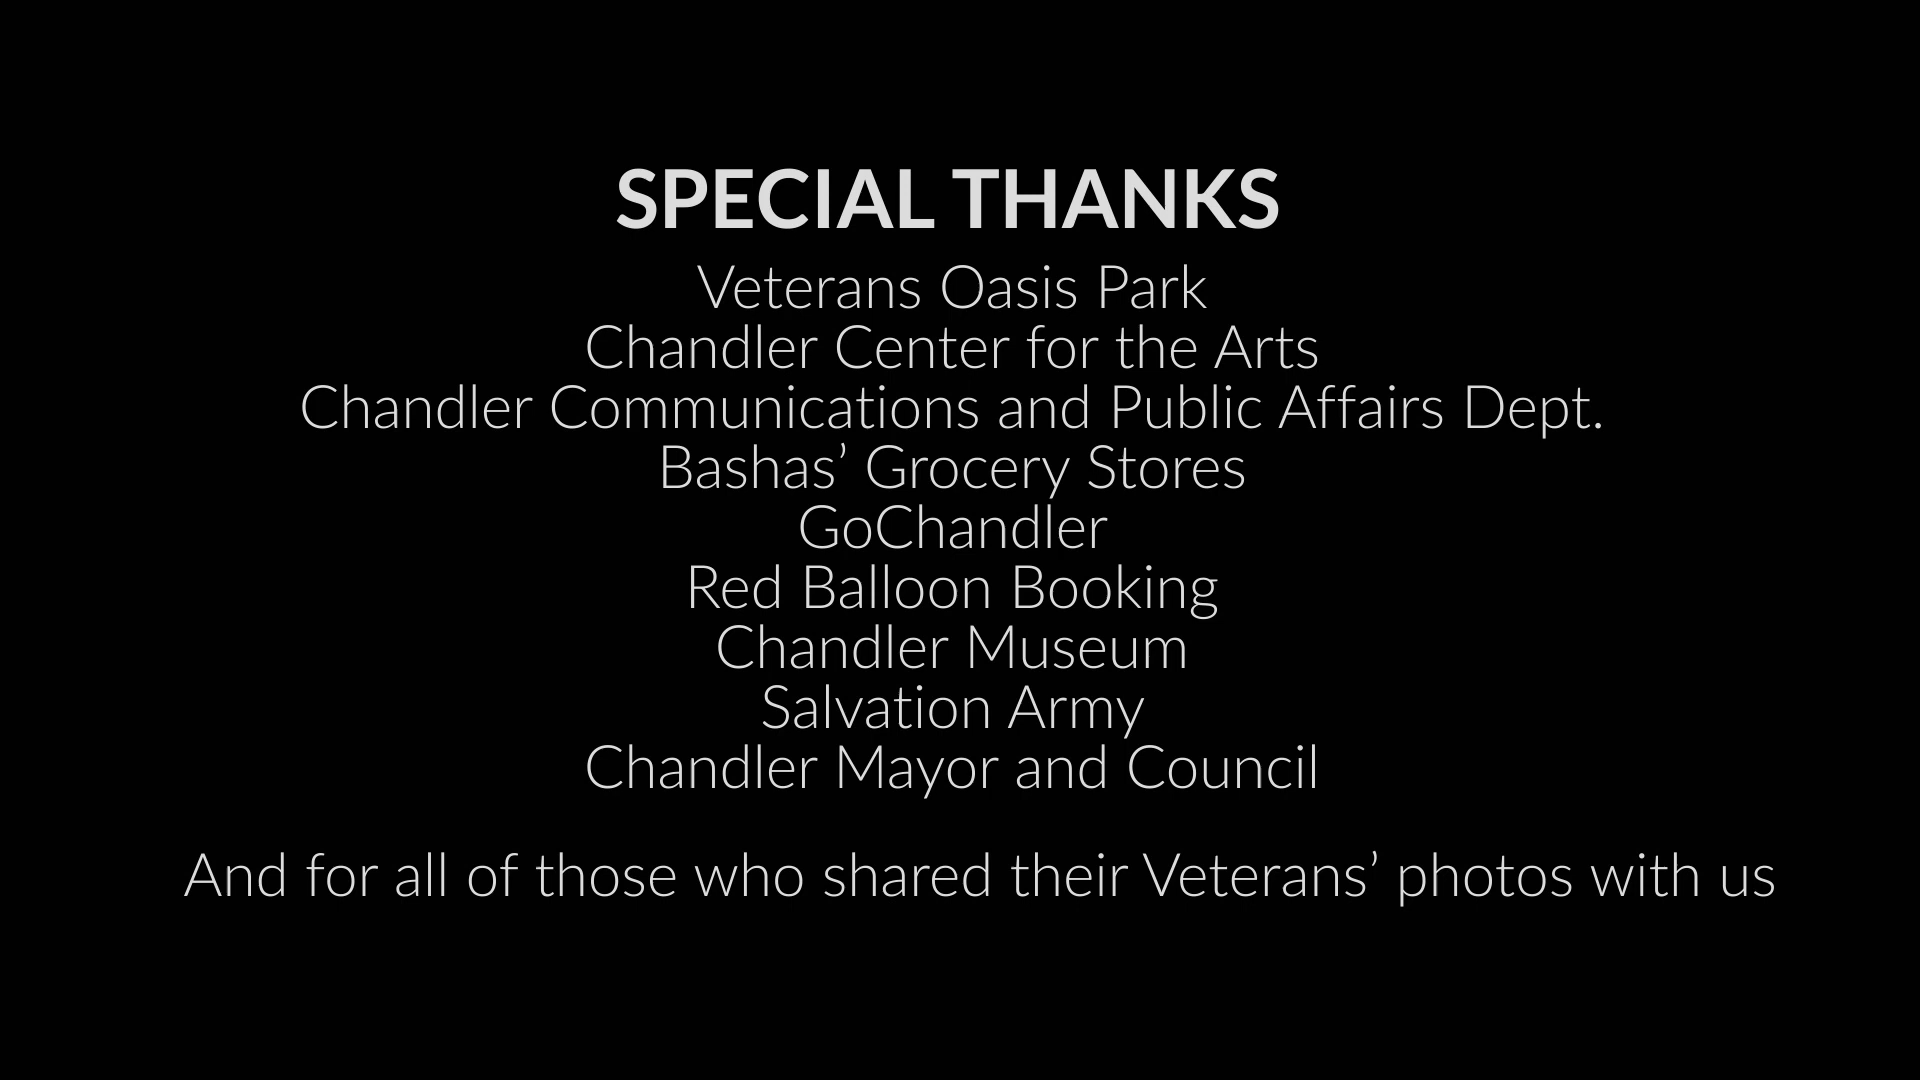 SPECIAL THANKS
Veterans Oasis Park
Chandler Center for the Arts
Chandler Communications and Public Affairs Dept.
Bashas’ Grocery Stores
GoChandler
Red Balloon Booking
Chandler Museum
Salvation Army
Chandler Mayor and Council
And for all of those who shared their Veterans’ photos with us